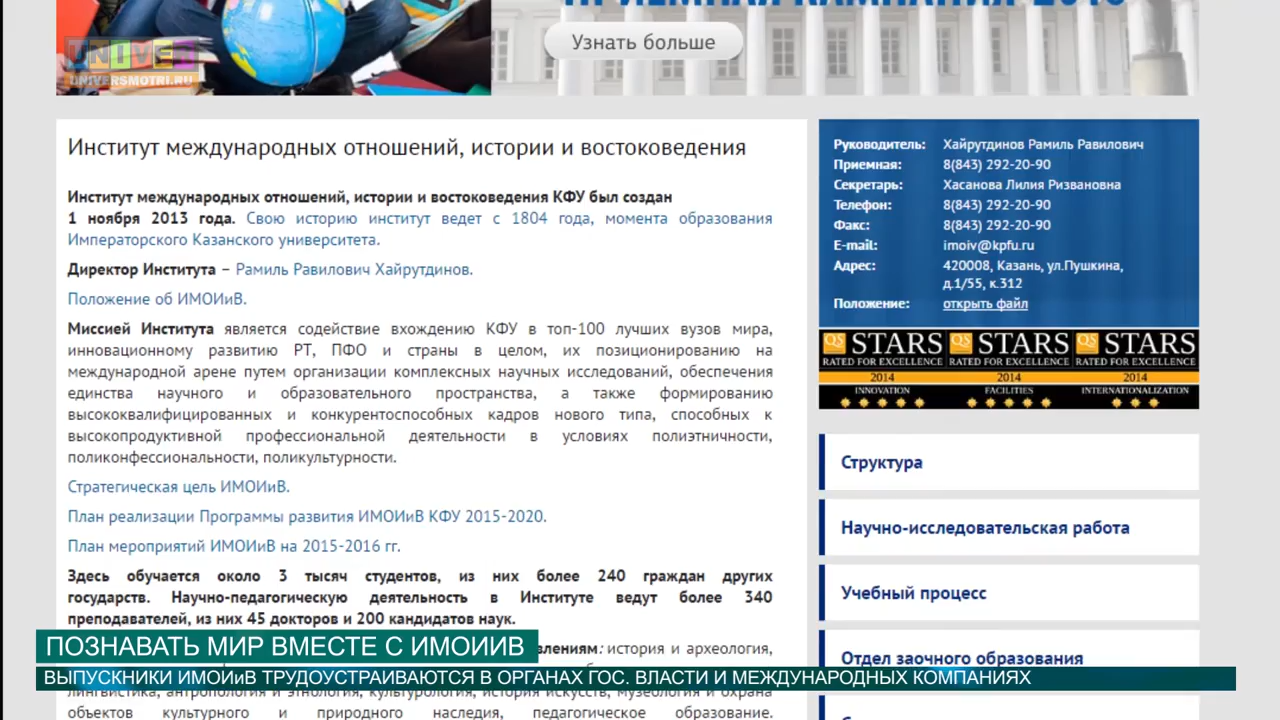 UNIVER
UNIVERSMOTRI.RU
Узнать больше
Институт международных отношений, истории и востоковедения
Институт международных отношений, истории и востоковедения КФУ был создан
1 ноября 2013 года. Свою историю институт ведет с 1804 года, момента образования
Императорского Казанского университета.
Директор Института – Рамиль Равилович Хайрутдинов.
Положение об ИМОИиВ.
Миссией Института является содействие вхождению КФУ в топ-100 лучших вузов мира,
инновационному развитию РТ, ПФО и страны в целом, их позиционированию на
международной арене путем организации комплексных научных исследований, обеспечения
единства научного и образовательного пространства, а также формированию
высококвалифицированных и конкурентоспособных кадров нового типа, способных к
высокопродуктивной профессиональной деятельности в условиях полиэтничности,
поликонфессиональности, поликультурности.
Стратегическая цель ИМОИиВ.
План реализации Программы развития ИМОИиВ КФУ 2015-2020.
План мероприятий ИМОИиВ на 2015-2016 гг.
Здесь обучается около 3 тысяч студентов, из них более 240 граждан других
государств. Научно-педагогическую деятельность в Институте ведут более 340
преподавателей, из них 45 докторов и 200 кандидатов наук.
история и археология,
лингвистика, антропология и этнология, культурология, история искусств, музеология и охрана
объектов культурного и природного наследия, педагогическое образование.
Руководитель: Хайрутдинов Рамиль Равилович
Приемная: 8(843) 292-20-90
Секретарь: Хасанова Лилия Ризвановна
Телефон: 8(843) 292-20-90
Факс: 8(843) 292-20-90
E-mail: imoiv@kpfu.ru
Адрес: 420008, Казань, ул.Пушкина,
д.1/55, к.312
Положение: открыть файл
QS STARS QS STARS QS STARS
RATED FOR EXCELLENCE RATED FOR EXCELLENCE RATED FOR EXCELLENCE
2014 2014 2014
INNOVATION FACILITIES INTERNATIONALIZATION
Структура
Научно-исследовательская работа
Учебный процесс
Отдел заочного образования
ПОЗНАВАТЬ МИР ВМЕСТЕ С ИМОИИВ
ВЫПУСКНИКИ ИМОИиВ ТРУДОУСТРАИВАЮТСЯ В ОРГАНАХ ГОС. ВЛАСТИ И МЕЖДУНАРОДНЫХ КОМПАНИЯХ